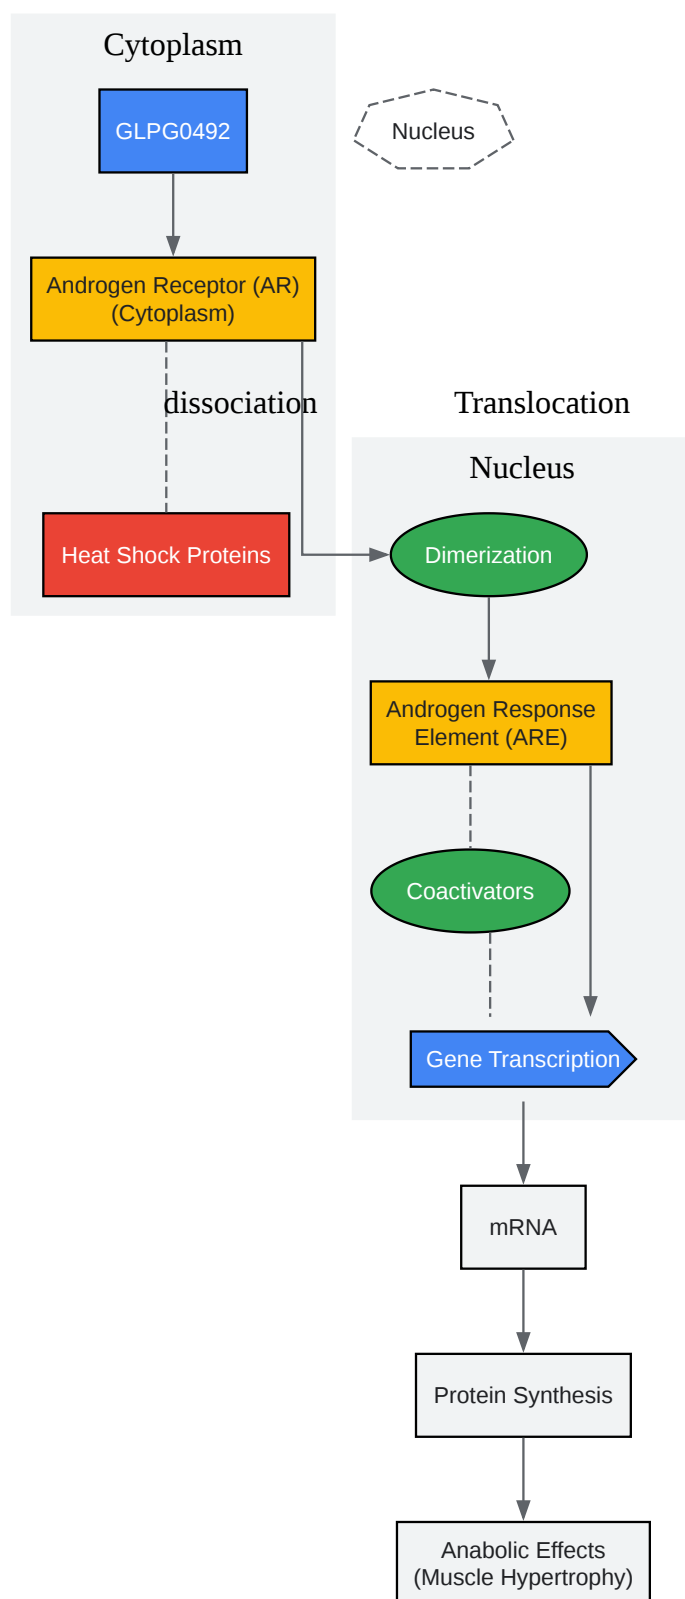 Cytoplasm
GLPG0492
Nucleus
Androgen Receptor (AR)
(Cytoplasm)
dissociation
Translocation
Nucleus
Heat Shock Proteins
Dimerization
Androgen Response
Element (ARE)
Coactivators
Gene Transcription
mRNA
Protein Synthesis
Anabolic Effects
(Muscle Hypertrophy)